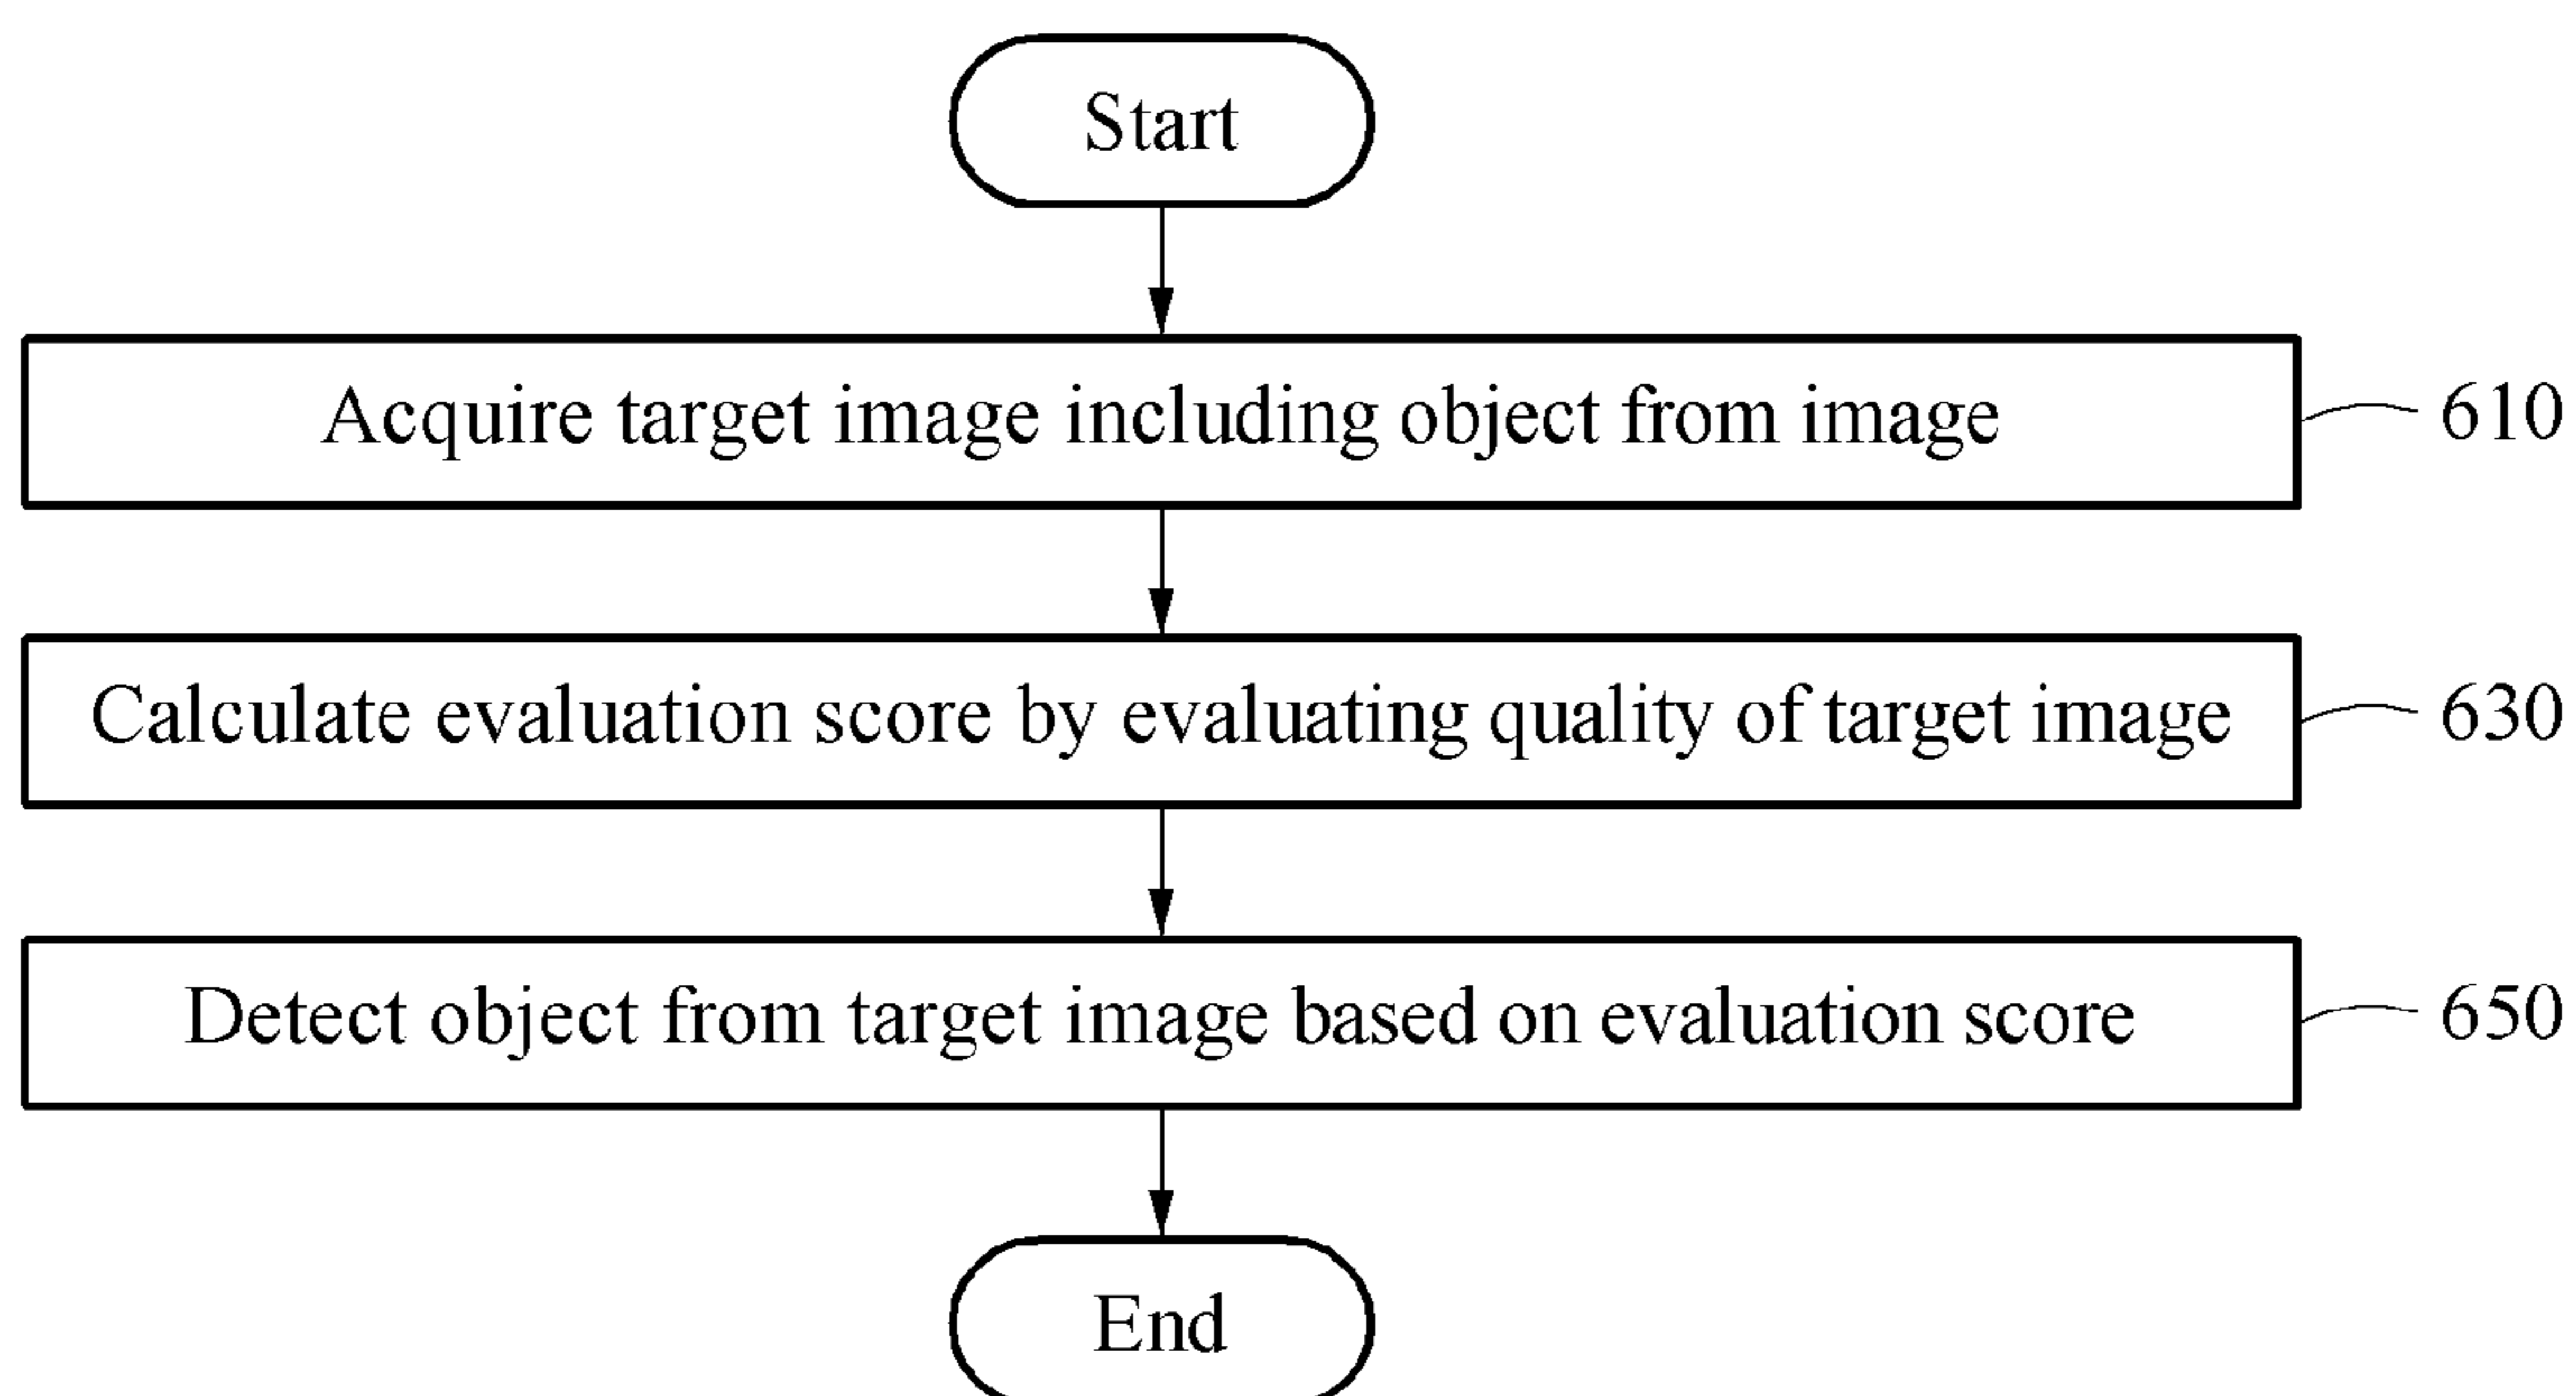 Start
Acquire target image including object from image
610
Calculate evaluation score by evaluating quality of target image
630
Detect object from target image based on evaluation score
650
End